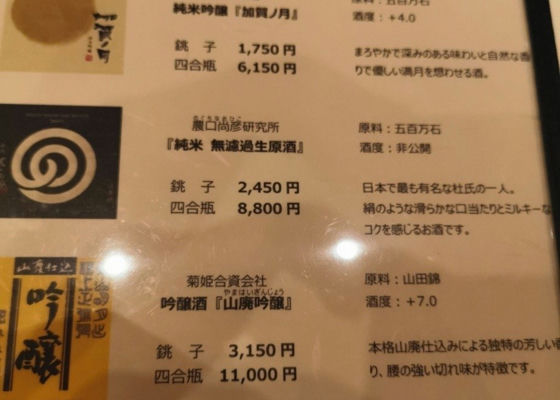 純米吟醸『加賀ノ月』
酒度：＋4.0
銚 子 1,750 円
四合瓶 6,150 円
まろやかで深みのある味わいと自然な香
りで優しい満月を想わせる酒。
農口尚彦研究所
『純米 無濾過生原酒』
原料：五百万石
酒度：非公開
銚 子 2,450 円
四合瓶 8,800 円
日本で最も有名な杜氏の一人。
絹のような滑らかな口当たりとミルキーな
コクを感じるお酒です。
山廃仕込
吟醸
菊姫合資会社
やまはいぎんじょう
吟醸酒『山廃吟醸』
原料：山田錦
酒度：＋7.0
銚 子 3,150 円
四合瓶 11,000 円
本格山廃仕込みによる独特の芳しい
り、腰の強い切れ味が特徴です。